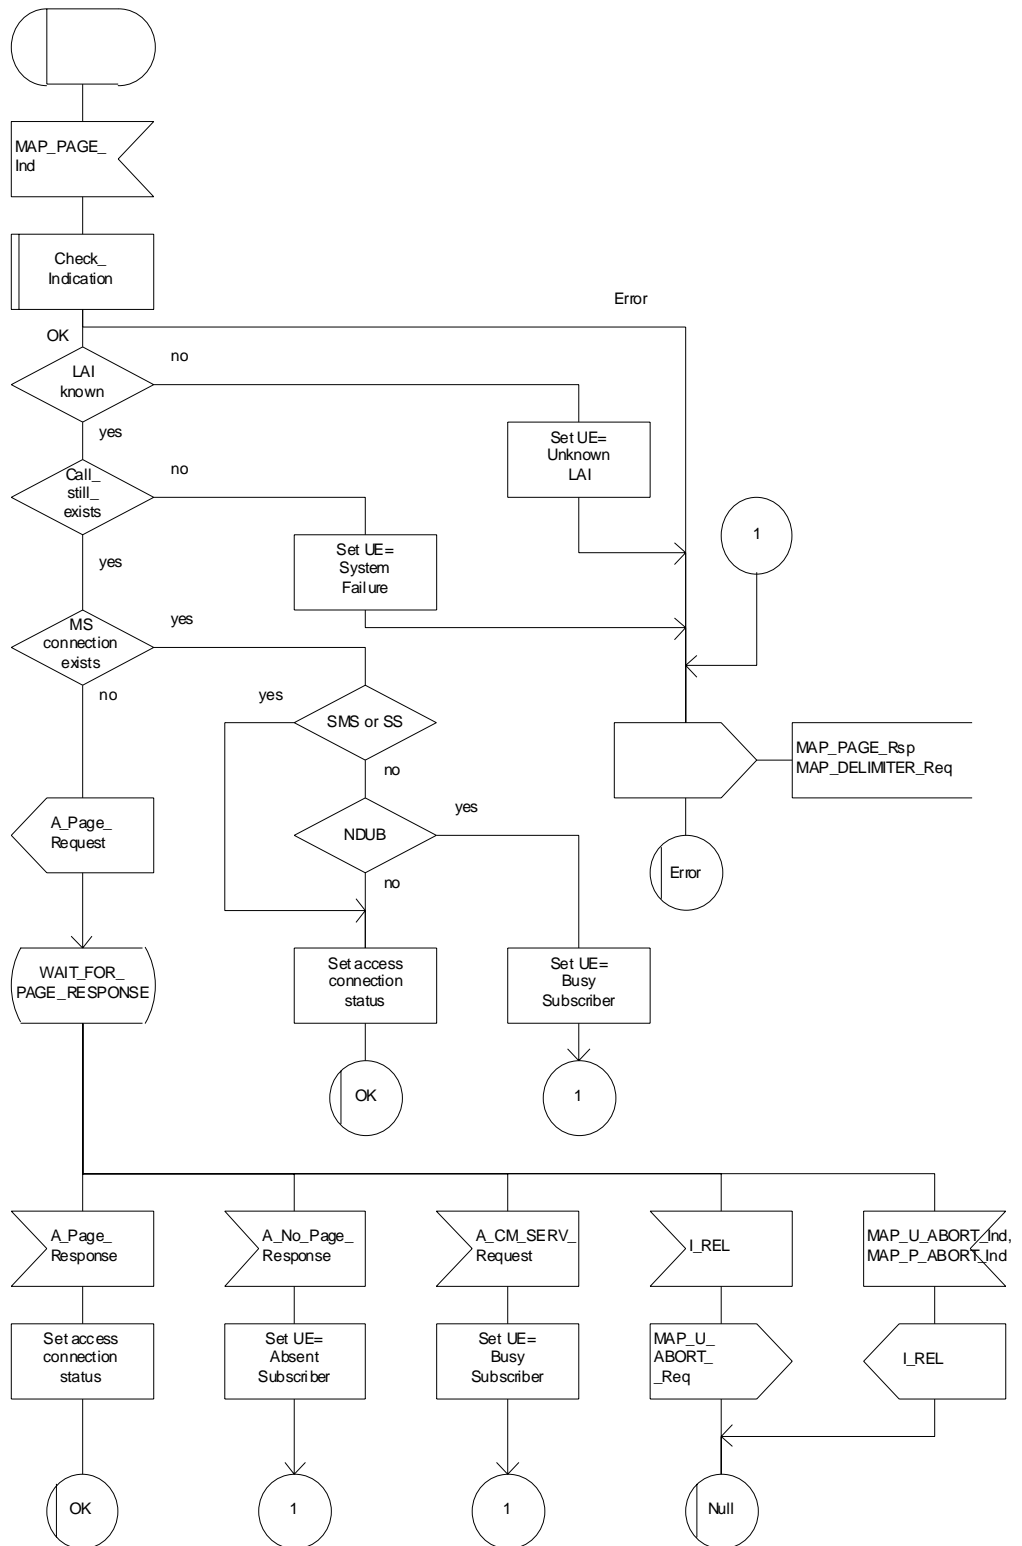 MAP_PAGE_
Ind
Check_
Indication
Error
OK
no
LAI
known
yes
Set UE=
Unknown
LAI
no
Call_
still_
exists
1
yes
Set UE=
System
Failure
yes
MS
connection
exists
no
yes
SMS or SS
no
MAP_PAGE_Rsp
MAP_DELIMITER_Req
A_Page_
Request
yes
NDUB
no
Error
WAIT_FOR_
PAGE_RESPONSE
Set access
connection
status
Set UE=
Busy
Subscriber
OK
1
A_Page_
Response
A_No_Page_
Response
A_CM_SERV_
Request
I_REL
MAP_U_ABORT_Ind,
MAP_P_ABORT_Ind
Set access
connection
status
Set UE=
Absent
Subscriber
Set UE=
Busy
Subscriber
MAP_U_
ABORT_
_Req
I_REL
OK
1
1
Null